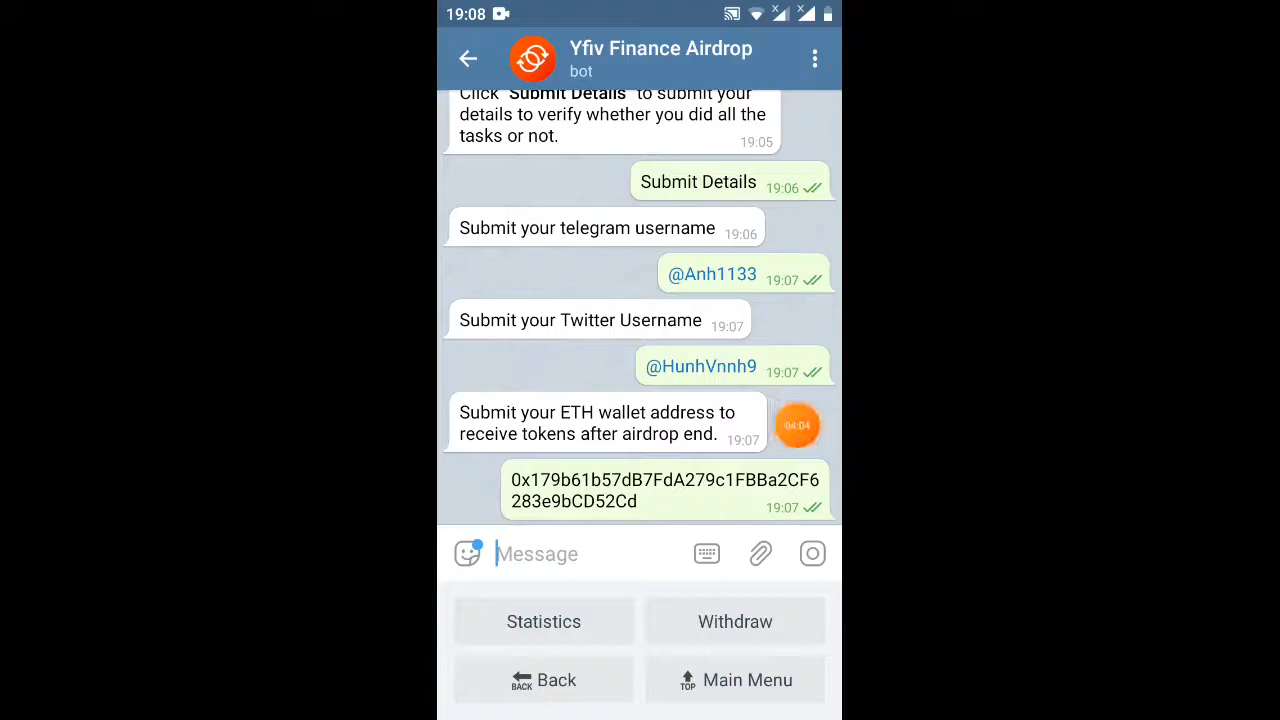 19:08
Yfiv Finance Airdrop
bot
Click "Submit Details" to submit your
details to verify whether you did all the
tasks or not.
19:05
Submit Details
19:06
Submit your telegram username
19:06
@Anh1133
19:07
Submit your Twitter Username
19:07
@HunhVnnh9
19:07
Submit your ETH wallet address to
receive tokens after airdrop end.
19:07
04:04
0x179b61b57dB7FdA279c1FBBa2CF6
283e9bCD52Cd
19:07
Message
Statistics
Withdraw
BACK Back
TOP Main Menu